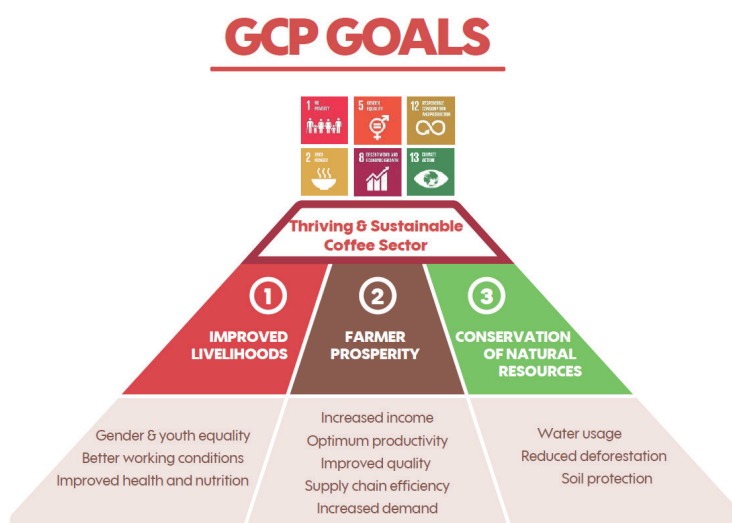 GCP GOALS
1 NO
POVERTY
5 GENDER
EQUALITY
12 RESPONSIBLE
CONSUMPTION
AND PRODUCTION
2 ZERO
HUNGER
8 DECENT WORK AND
ECONOMIC GROWTH
13 CLIMATE
ACTION
Thriving & Sustainable
Coffee Sector
1
IMPROVED
LIVELIHOODS
2
FARMER
PROSPERITY
3
CONSERVATION
OF NATURAL
RESOURCES
Gender & youth equality
Better working conditions
Improved health and nutrition
Increased income
Optimum productivity
Improved quality
Supply chain efficiency
Increased demand
Water usage
Reduced deforestation
Soil protection